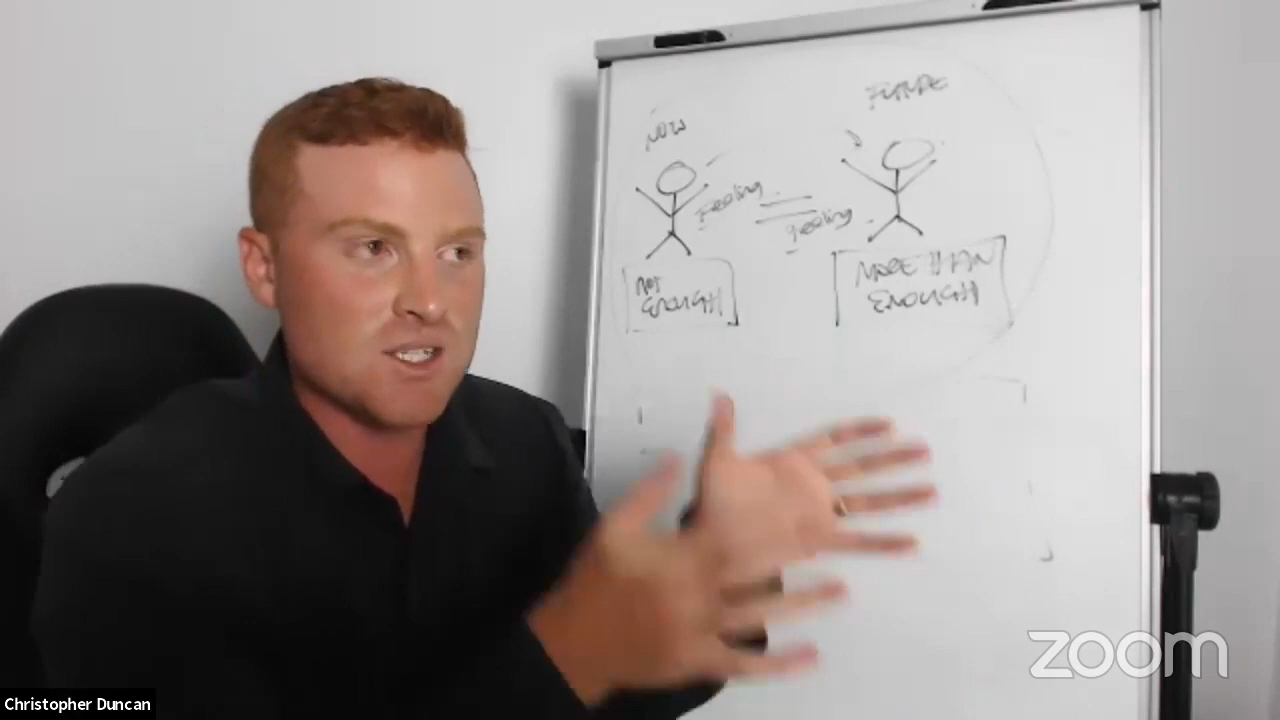 FUTURE
NOW
Feeling
Feeling
NOT
ENOUGH
MORE THAN
ENOUGH
zoom
Christopher Duncan